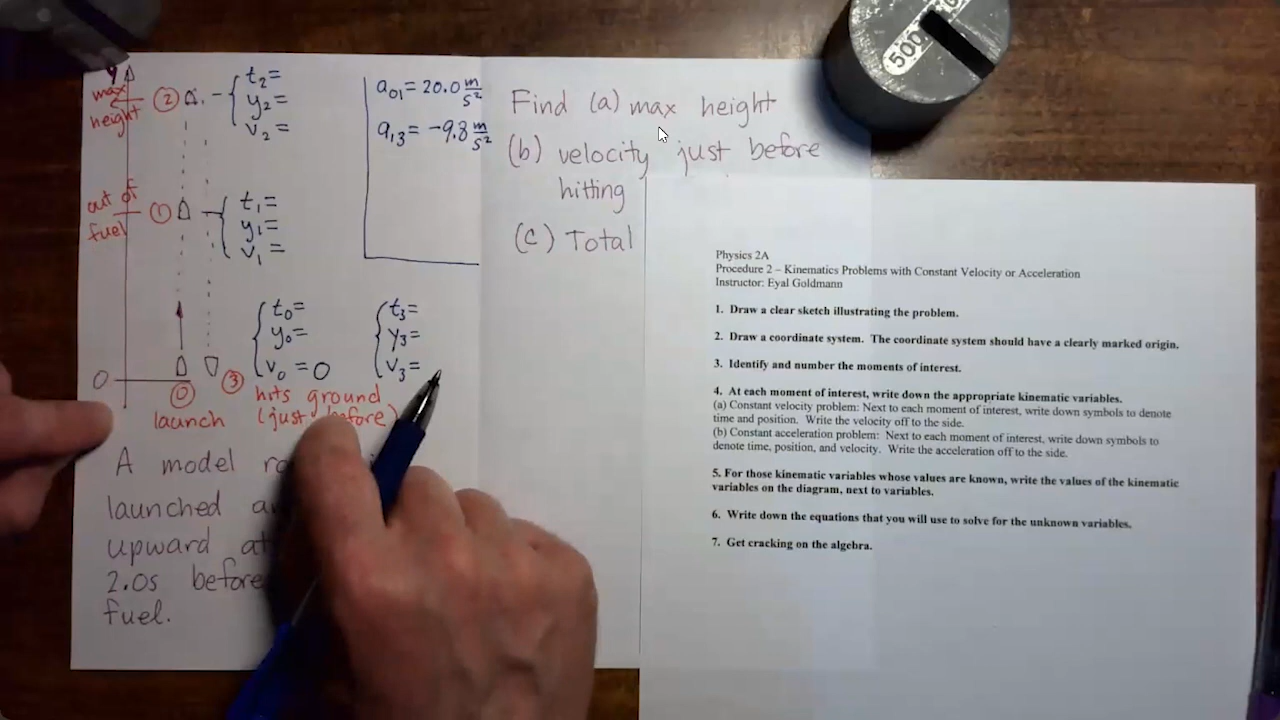 y
max
height
②
t₂=
y₂=
v₂=
a₀₁ = 20.0 m/s²
a₁₃ = -9.8 m/s²
out of
fuel
①
t₁=
y₁=
v₁=
t₀=
y₀=
v₀ = 0
t₃=
y₃=
v₃=
0
⓪
launch
③ hits ground
(just before)
A model
launched
upward at
2.0s before
fuel.
Find (a) max height
(b) velocity just before
hitting
(c) Total
500
Physics 2A
Procedure 2 – Kinematics Problems with Constant Velocity or Acceleration
Instructor: Eyal Goldmann
1. Draw a clear sketch illustrating the problem.
2. Draw a coordinate system. The coordinate system should have a clearly marked origin.
3. Identify and number the moments of interest.
4. At each moment of interest, write down the appropriate kinematic variables.
(a) Constant velocity problem: Next to each moment of interest, write down symbols to denote
time and position. Write the velocity off to the side.
(b) Constant acceleration problem: Next to each moment of interest, write down symbols to
denote time, position, and velocity. Write the acceleration off to the side.
5. For those kinematic variables whose values are known, write the values of the kinematic
variables on the diagram, next to variables.
6. Write down the equations that you will use to solve for the unknown variables.
7. Get cracking on the algebra.